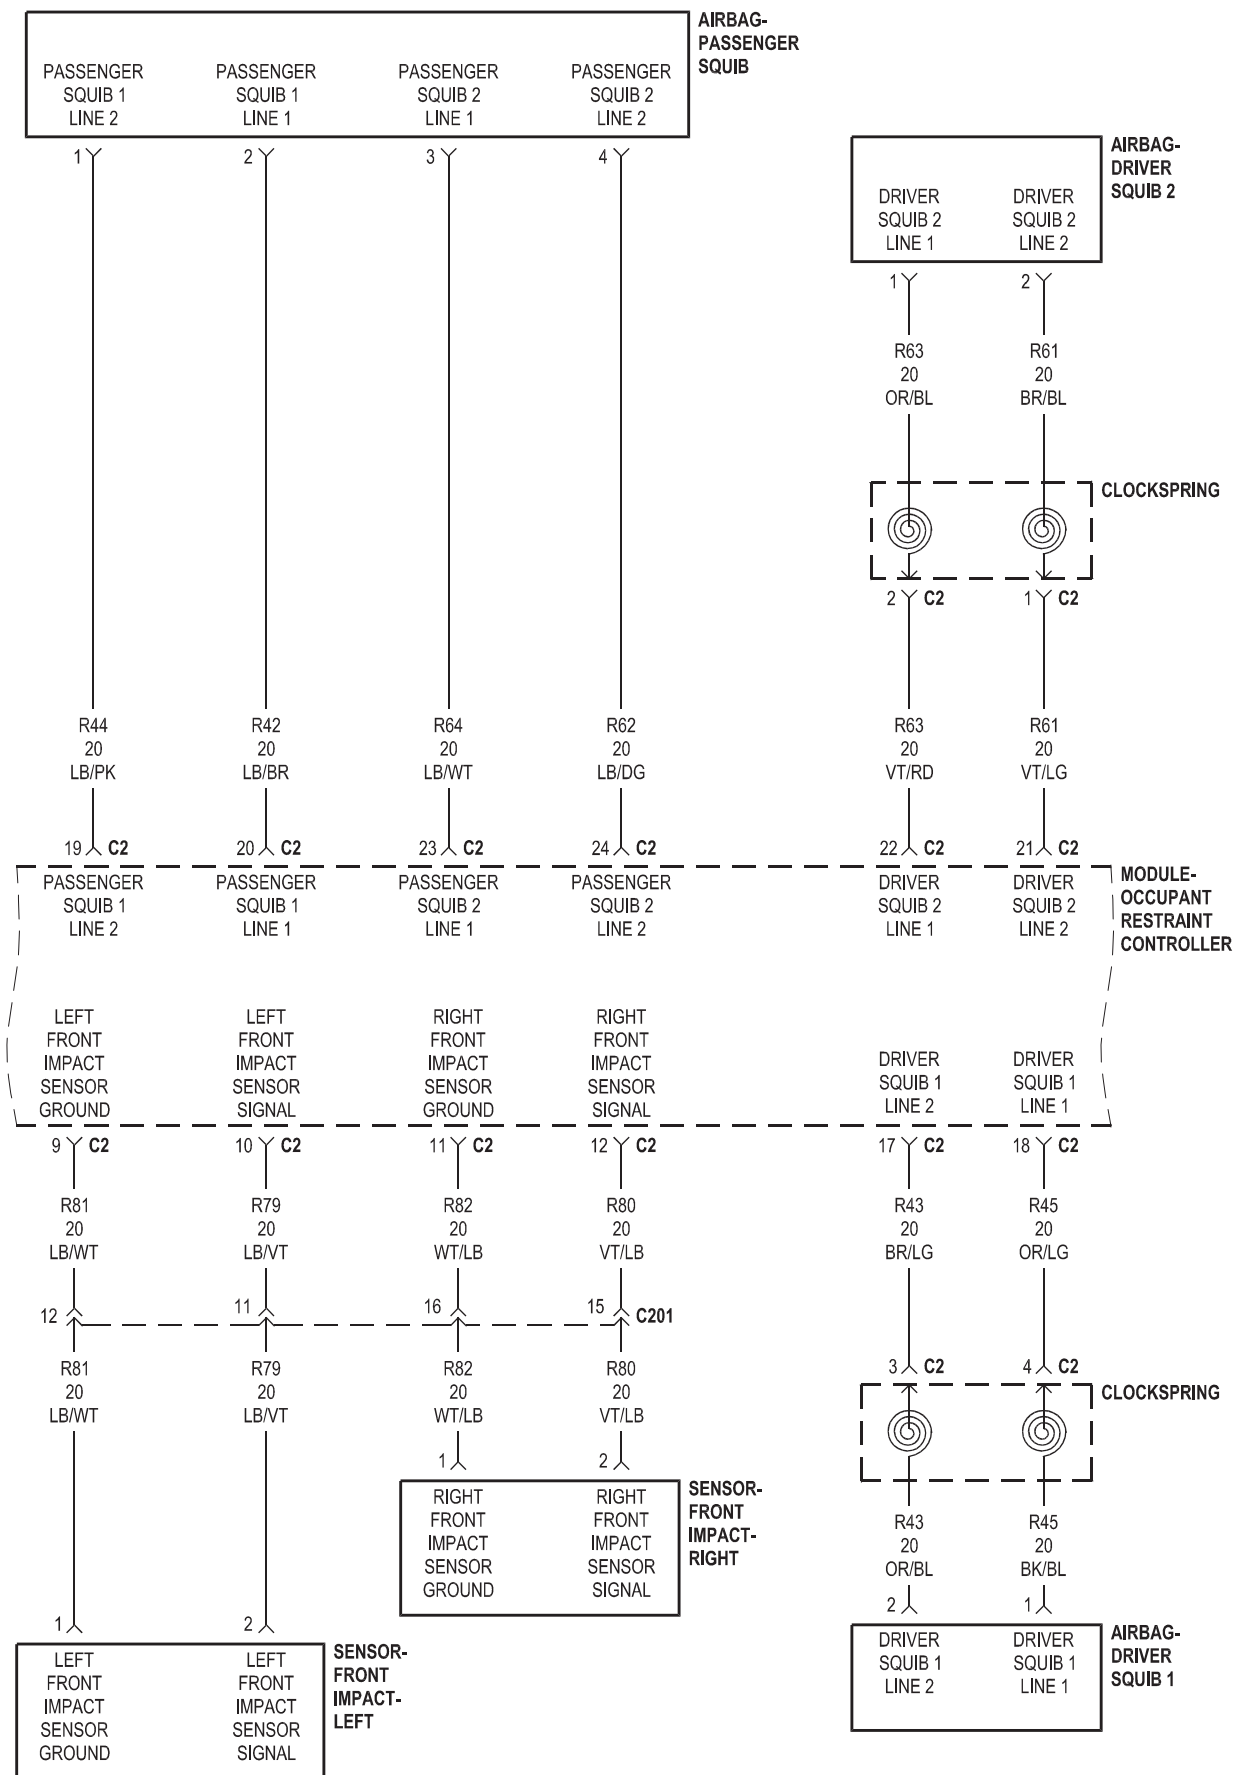 AIRBAG-
PASSENGER
SQUIB
PASSENGER
SQUIB 1
LINE 2
PASSENGER
SQUIB 1
LINE 1
PASSENGER
SQUIB 2
LINE 1
PASSENGER
SQUIB 2
LINE 2
1
2
3
4
AIRBAG-
DRIVER
SQUIB 2
DRIVER
SQUIB 2
LINE 1
DRIVER
SQUIB 2
LINE 2
1
2
R63
20
OR/BL
R61
20
BR/BL
CLOCKSPRING
2 C2
1 C2
R44
20
LB/PK
R42
20
LB/BR
R64
20
LB/WT
R62
20
LB/DG
R63
20
VT/RD
R61
20
VT/LG
19 C2
20 C2
23 C2
24 C2
22 C2
21 C2
MODULE-
OCCUPANT
RESTRAINT
CONTROLLER
PASSENGER
SQUIB 1
LINE 2
PASSENGER
SQUIB 1
LINE 1
PASSENGER
SQUIB 2
LINE 1
PASSENGER
SQUIB 2
LINE 2
DRIVER
SQUIB 2
LINE 1
DRIVER
SQUIB 2
LINE 2
LEFT
FRONT
IMPACT
SENSOR
GROUND
LEFT
FRONT
IMPACT
SENSOR
SIGNAL
RIGHT
FRONT
IMPACT
SENSOR
GROUND
RIGHT
FRONT
IMPACT
SENSOR
SIGNAL
DRIVER
SQUIB 1
LINE 2
DRIVER
SQUIB 1
LINE 1
9 C2
10 C2
11 C2
12 C2
17 C2
18 C2
R81
20
LB/WT
R79
20
LB/VT
R82
20
WT/LB
R80
20
VT/LB
R43
20
BR/LG
R45
20
OR/LG
12
11
16
15
C201
R81
20
LB/WT
R79
20
LB/VT
R82
20
WT/LB
R80
20
VT/LB
3 C2
4 C2
CLOCKSPRING
1
2
SENSOR-
FRONT
IMPACT-
RIGHT
RIGHT
FRONT
IMPACT
SENSOR
GROUND
RIGHT
FRONT
IMPACT
SENSOR
SIGNAL
R43
20
OR/BL
R45
20
BK/BL
2
1
AIRBAG-
DRIVER
SQUIB 1
DRIVER
SQUIB 1
LINE 2
DRIVER
SQUIB 1
LINE 1
1
2
SENSOR-
FRONT
IMPACT-
LEFT
LEFT
FRONT
IMPACT
SENSOR
GROUND
LEFT
FRONT
IMPACT
SENSOR
SIGNAL